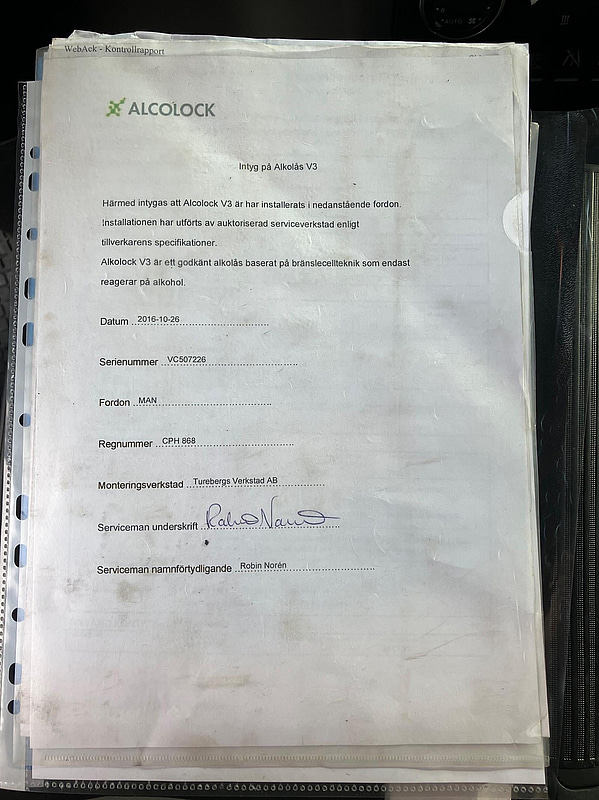 WebAck - Kontrollrapport
ALCOLOCK
Intyg på Alkolås V3
Härmed intygas att Alcolock V3 är har installerats i nedanstående fordon.
Installationen har utförts av auktoriserad serviceverkstad enligt
tillverkarens specifikationer.
Alkolock V3 är ett godkänt alkolås baserat på bränslecellteknik som endast
reagerar på alkohol.
Datum 2016-10-26
Serienummer VC507226
Fordon MAN
Regnummer CPH 868
Monteringsverkstad Turebergs Verkstad AB
Serviceman underskrift
Serviceman namnförtydligande Robin Norén